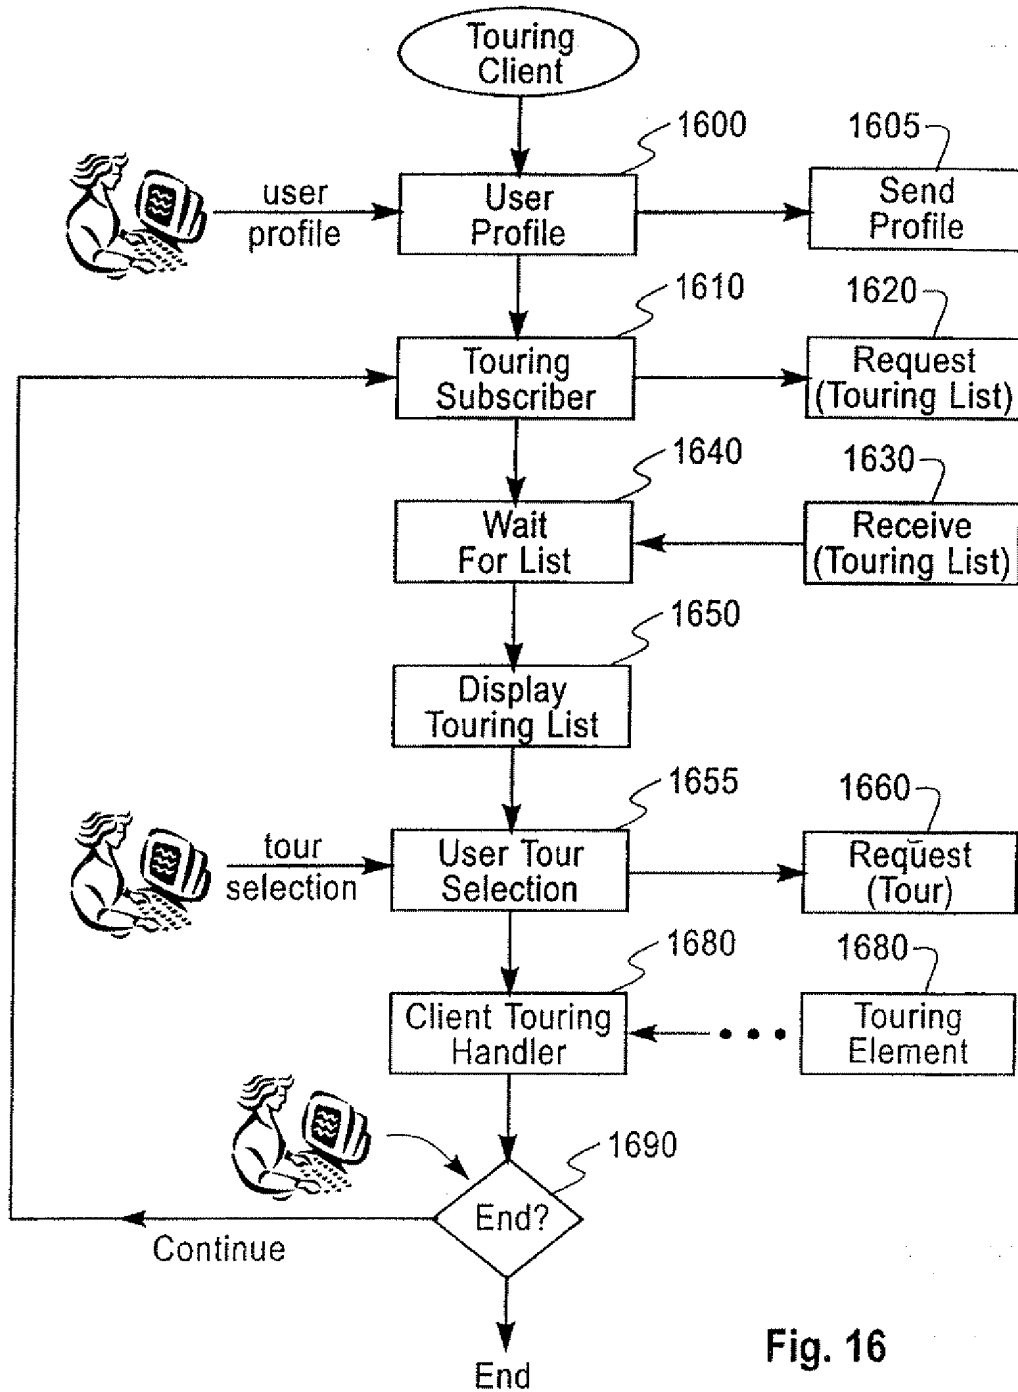 Touring
Client
1600
1605
user
profile
User
Profile
Send
Profile
1610
1620
Touring
Subscriber
Request
(Touring List)
1640
1630
Wait
For List
Receive
(Touring List)
1650
Display
Touring List
1655
1660
tour
selection
User Tour
Selection
Request
(Tour)
1680
1680
Client Touring
Handler
Touring
Element
1690
End?
Continue
End
Fig. 16